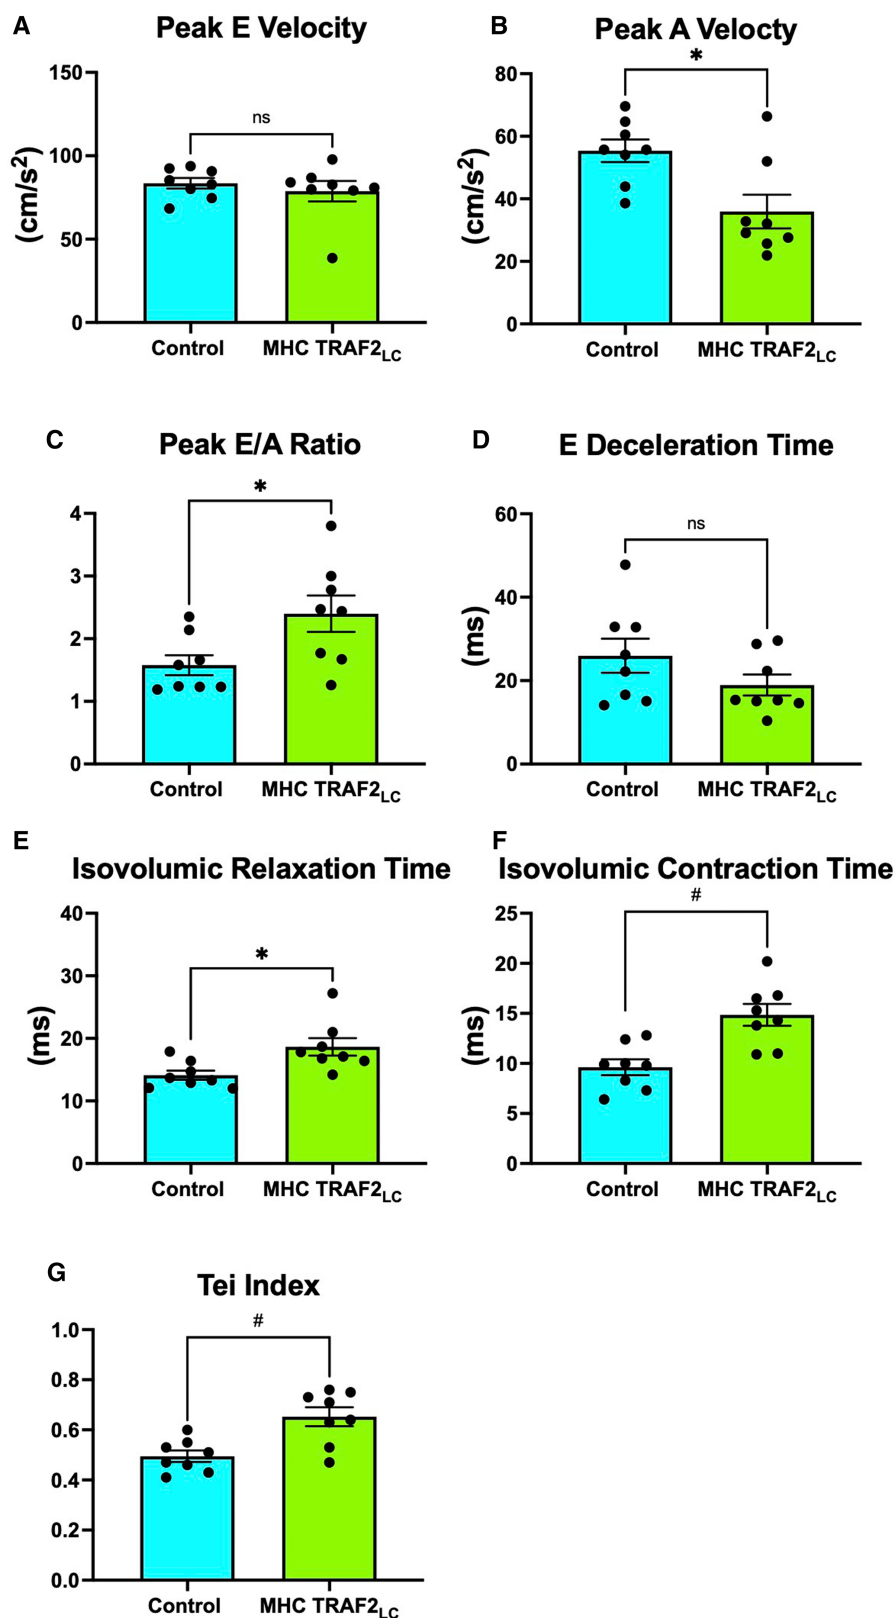 A
Peak E Velocity
150
100
50
0
(cm/s²)
ns
Control
MHC TRAF2LC
B
Peak A Velocty
*
80
60
40
20
0
(cm/s²)
Control
MHC TRAF2LC
C
Peak E/A Ratio
*
4
3
2
1
0
Control
MHC TRAF2LC
D
E Deceleration Time
60
40
20
0
(ms)
ns
Control
MHC TRAF2LC
E
Isovolumic Relaxation Time
40
30
20
10
0
(ms)
*
Control
MHC TRAF2LC
F
Isovolumic Contraction Time
#
25
20
15
10
5
0
(ms)
Control
MHC TRAF2LC
G
Tei Index
#
1.0
0.8
0.6
0.4
0.2
0.0
Control
MHC TRAF2LC